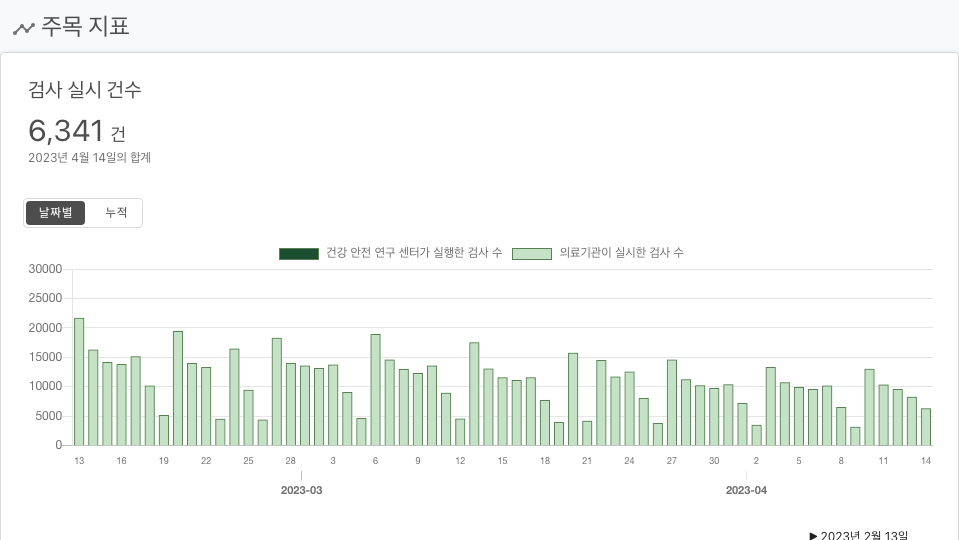 주목 지표
검사 실시 건수
6,341 건
2023년 4월 14일의 합계
날짜별 누적
건강 안전 연구 센터가 실행한 검사 수 의료기관이 실시한 검사 수
30000
25000
20000
15000
10000
5000
0
13 16 19 22 25 28 3 6 9 12 15 18 21 24 27 30 2 5 8 11 14
2023-03 2023-04
▶ 2023년 2월 13일